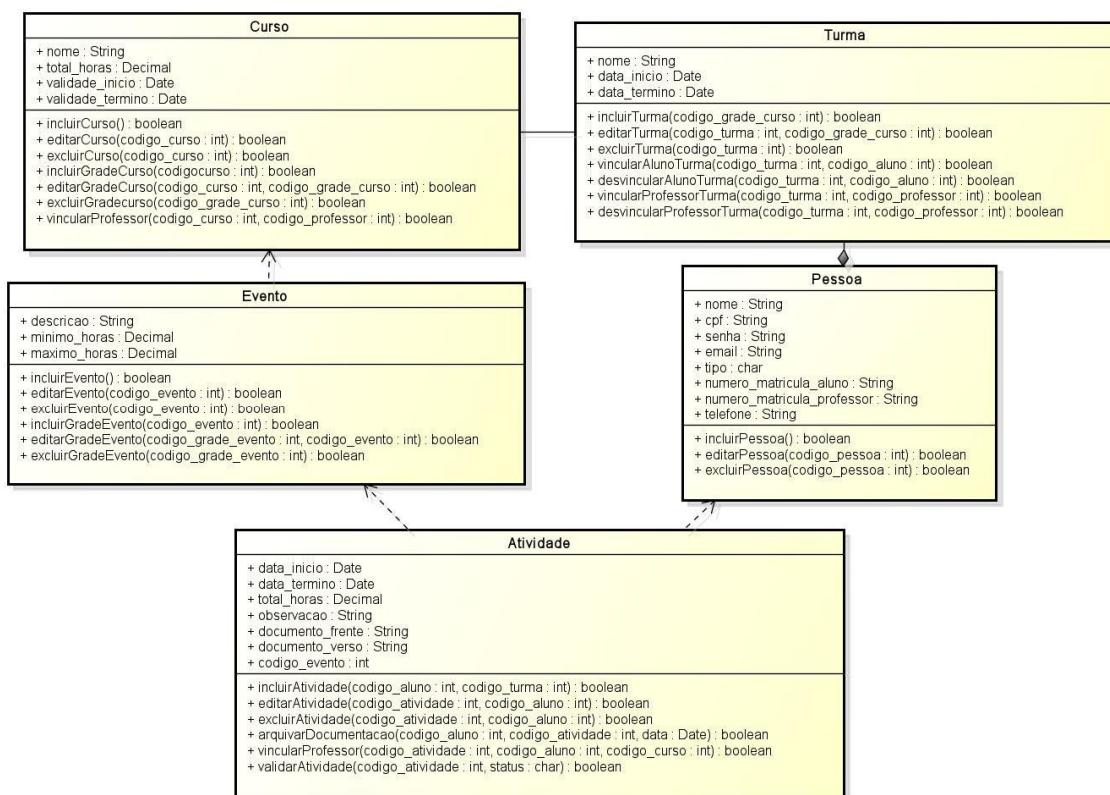 Curso
+ nome : String
+ total_horas : Decimal
+ validade_inicio : Date
+ validade_termino : Date
+ incluirCurso() : boolean
+ editarCurso(codigo_curso : int) : boolean
+ excluirCurso(codigo_curso : int) : boolean
+ incluirGradeCurso(codigocurso : int) : boolean
+ editarGradeCurso(codigo_curso : int, codigo_grade_curso : int) : boolean
+ excluirGradecurso(codigo_grade_curso : int) : boolean
+ vincularProfessor(codigo_curso : int, codigo_professor : int) : boolean
Turma
+ nome : String
+ data_inicio : Date
+ data_termino : Date
+ incluirTurma(codigo_grade_curso : int) : boolean
+ editarTurma(codigo_turma : int, codigo_grade_curso : int) : boolean
+ excluirTurma(codigo_turma : int) : boolean
+ vincularAlunoTurma(codigo_turma : int, codigo_aluno : int) : boolean
+ desvincularAlunoTurma(codigo_turma : int, codigo_aluno : int) : boolean
+ vincularProfessorTurma(codigo_turma : int, codigo_professor : int) : boolean
+ desvincularProfessorTurma(codigo_turma : int, codigo_professor : int) : boolean
Evento
+ descricao : String
+ minimo_horas : Decimal
+ maximo_horas : Decimal
+ incluirEvento() : boolean
+ editarEvento(codigo_evento : int) : boolean
+ excluirEvento(codigo_evento : int) : boolean
+ incluirGradeEvento(codigo_evento : int) : boolean
+ editarGradeEvento(codigo_grade_evento : int, codigo_evento : int) : boolean
+ excluirGradeEvento(codigo_grade_evento : int) : boolean
Pessoa
+ nome : String
+ cpf : String
+ senha : String
+ email : String
+ tipo : char
+ numero_matricula_aluno : String
+ numero_matricula_professor : String
+ telefone : String
+ incluirPessoa() : boolean
+ editarPessoa(codigo_pessoa : int) : boolean
+ excluirPessoa(codigo_pessoa : int) : boolean
Atividade
+ data_inicio : Date
+ data_termino : Date
+ total_horas : Decimal
+ observacao : String
+ documento_frente : String
+ documento_verso : String
+ codigo_evento : int
+ incluirAtividade(codigo_aluno : int, codigo_turma : int) : boolean
+ editarAtividade(codigo_atividade : int, codigo_aluno : int) : boolean
+ excluirAtividade(codigo_atividade : int, codigo_aluno : int) : boolean
+ arquivarDocumentacao(codigo_aluno : int, codigo_atividade : int, data : Date) : boolean
+ vincularProfessor(codigo_atividade : int, codigo_aluno : int, codigo_curso : int) : boolean
+ validarAtividade(codigo_atividade : int, status : char) : boolean